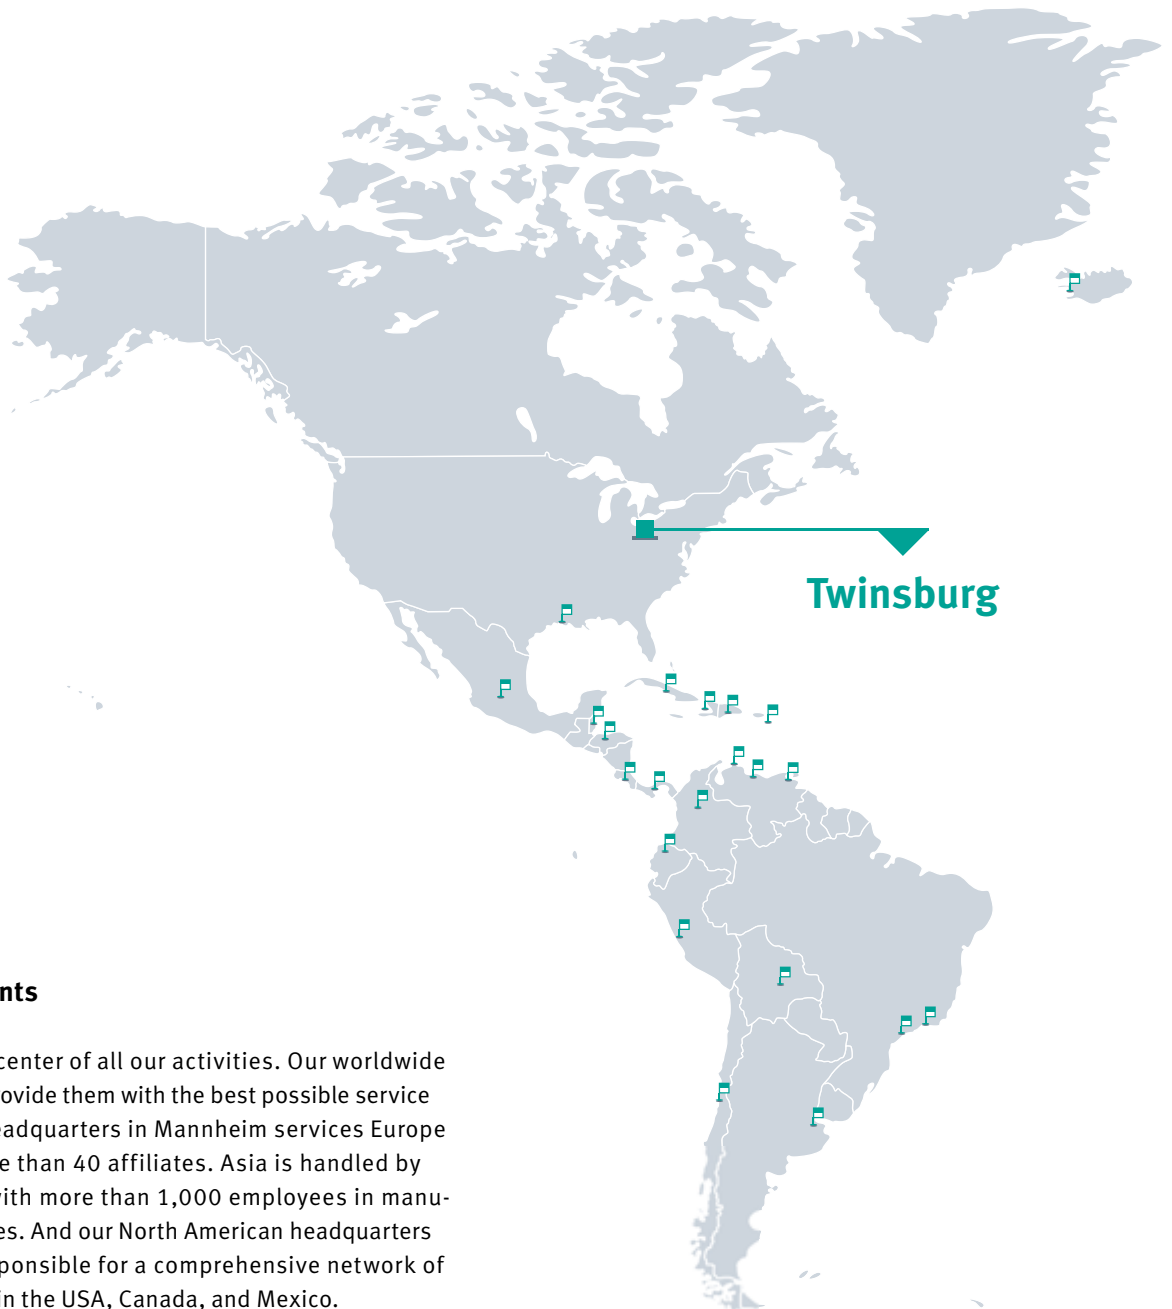 Twinsburg
nts
center of all our activities. Our worldwide
ovide them with the best possible service
eadquarters in Mannheim services Europe
e than 40 affiliates. Asia is handled by
with more than 1,000 employees in manu-
es. And our North American headquarters
ponsible for a comprehensive network of
in the USA, Canada, and Mexico.